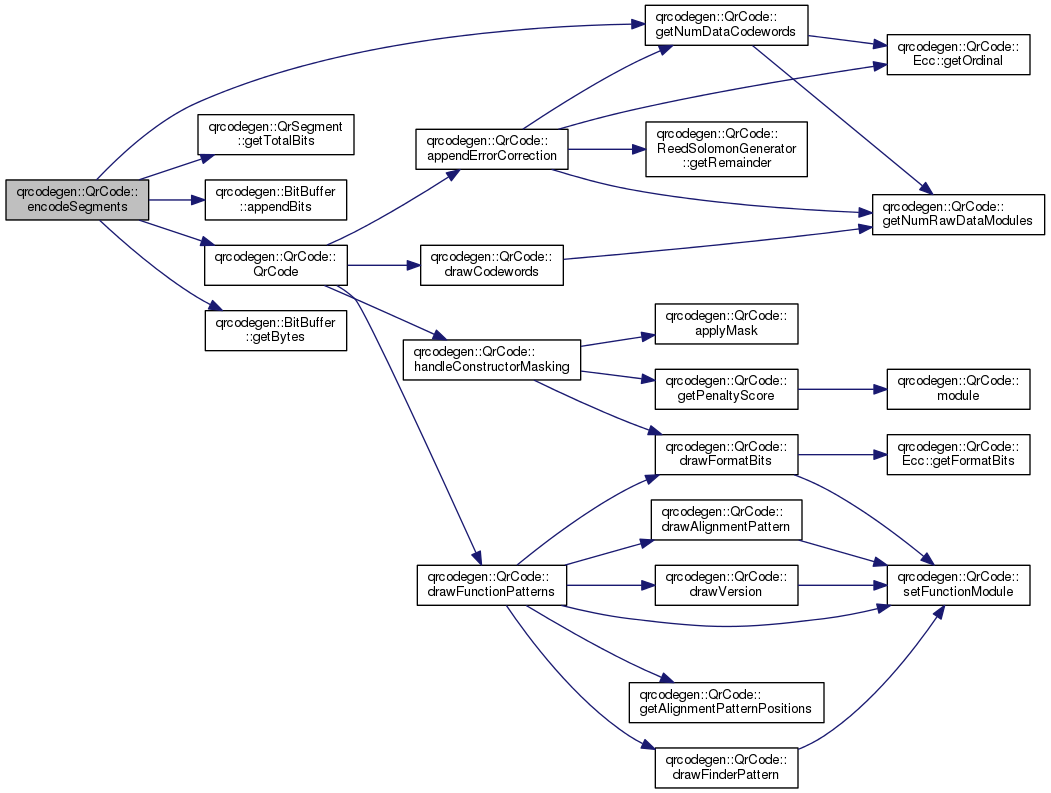 qrcodegen::QrCode::
encodeSegments
qrcodegen::QrSegment
::getTotalBits
qrcodegen::BitBuffer
::appendBits
qrcodegen::QrCode::
QrCode
qrcodegen::BitBuffer
::getBytes
qrcodegen::QrCode::
appendErrorCorrection
qrcodegen::QrCode::
drawCodewords
qrcodegen::QrCode::
handleConstructorMasking
qrcodegen::QrCode::
drawFunctionPatterns
qrcodegen::QrCode::
getNumDataCodewords
qrcodegen::QrCode::
ReedSolomonGenerator
::getRemainder
qrcodegen::QrCode::
applyMask
qrcodegen::QrCode::
getPenaltyScore
qrcodegen::QrCode::
drawFormatBits
qrcodegen::QrCode::
drawAlignmentPattern
qrcodegen::QrCode::
drawVersion
qrcodegen::QrCode::
getAlignmentPatternPositions
qrcodegen::QrCode::
drawFinderPattern
qrcodegen::QrCode::
Ecc::getOrdinal
qrcodegen::QrCode::
getNumRawDataModules
qrcodegen::QrCode::
module
qrcodegen::QrCode::
Ecc::getFormatBits
qrcodegen::QrCode::
setFunctionModule